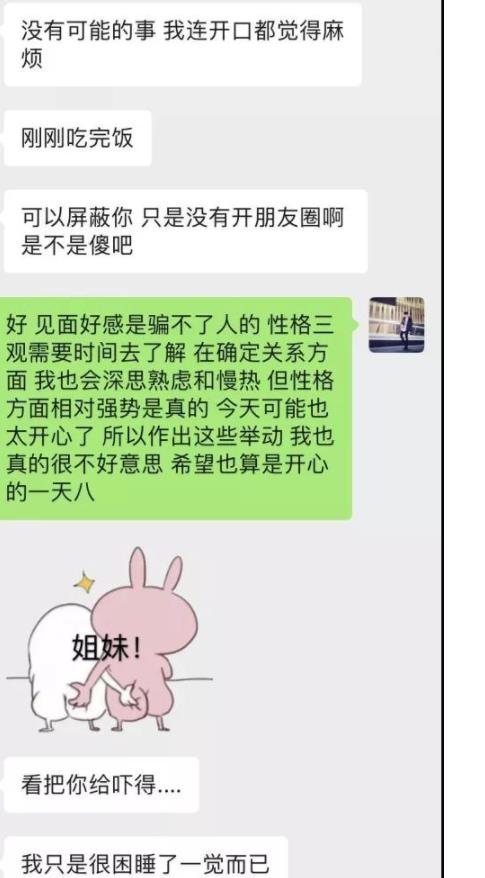 没有可能的事 我连开口都觉得麻
烦
刚刚吃完饭
可以屏蔽你 只是没有开朋友圈啊
是不是傻吧
好 见面好感是骗不了人的 性格三
观需要时间去了解 在确定关系方
面 我也会深思熟虑和慢热 但性格
方面相对强势是真的 今天可能也
太开心了 所以作出这些举动 我也
真的很不好意思 希望也算是开心
的一天八
姐妹!
看把你给吓得....
我只是很困睡了一觉而已